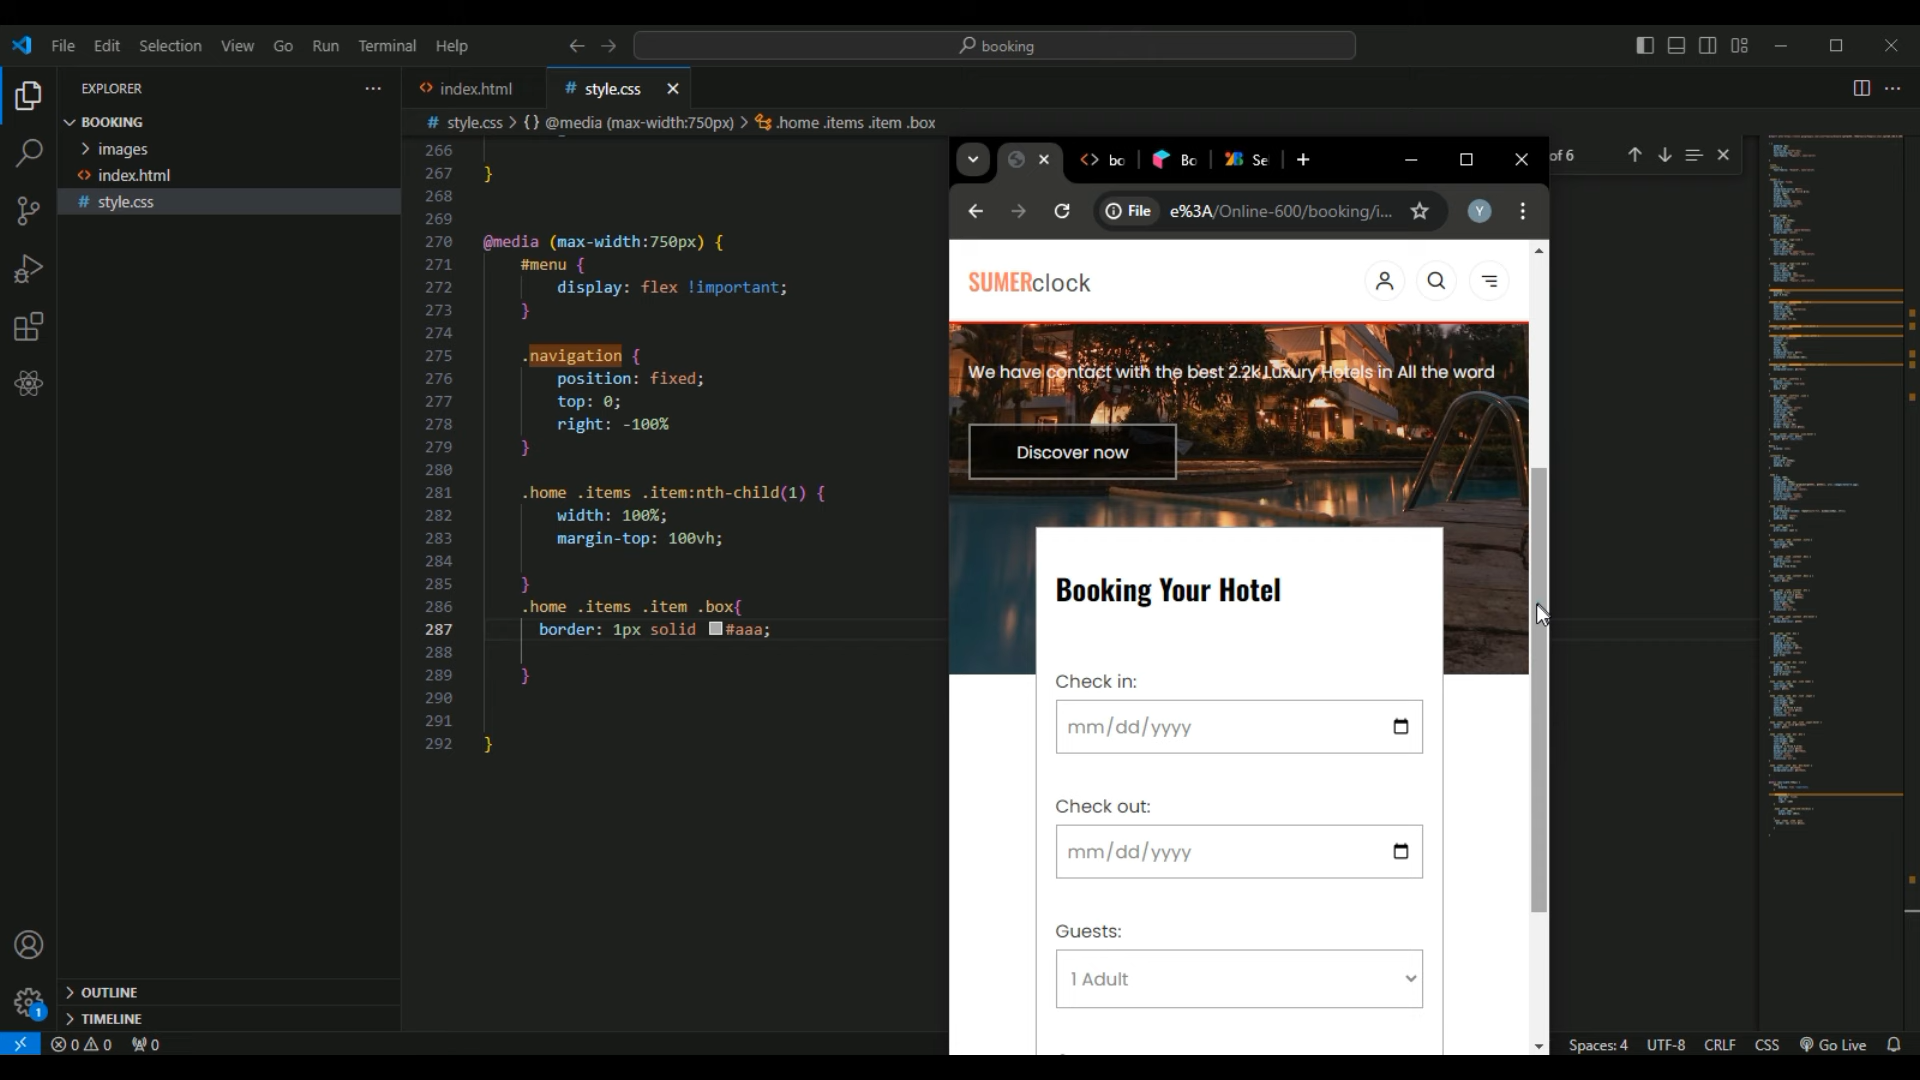 File Edit Selection View Go Run Terminal Help
booking
EXPLORER
BOOKING
images
index.html
style.css
OUTLINE
TIMELINE
index.html
style.css
style.css > {} @media (max-width:750px) > .home .items .item .box
of 6
266
267 }
268
269
270 @media (max-width:750px) {
271 #menu {
272 display: flex !important;
273 }
274
275 .navigation {
276 position: fixed;
277 top: 0;
278 right: -100%
279 }
280
281 .home .items .item:nth-child(1) {
282 width: 100%;
283 margin-top: 100vh;
284
285 }
286 .home .items .item .box{
287 border: 1px solid #aaa;
288
289 }
290
291
292 }
bo
Bo
Se
File
e%3A/Online-600/booking/i...
Y
SUMERclock
We have contact with the best 2.2k Luxury Hotels in All the word
Discover now
Booking Your Hotel
Check in:
mm/dd/yyyy
Check out:
mm/dd/yyyy
Guests:
1 Adult
1
0 0 0
Spaces: 4 UTF-8 CRLF CSS Go Live